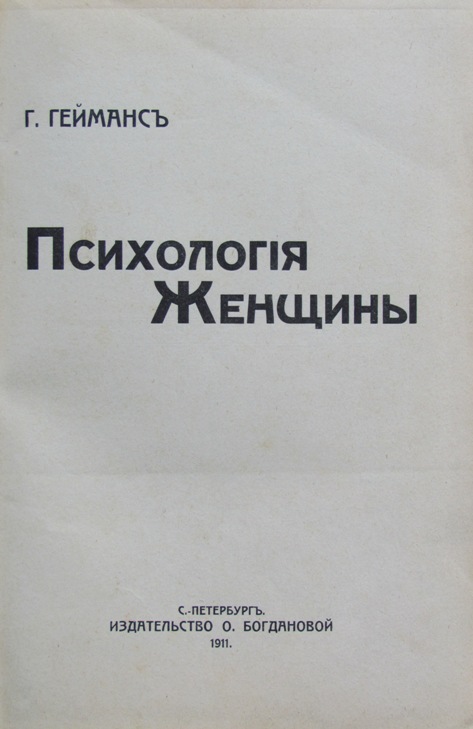 Г. ГЕЙМАНСЪ
ПСИХОЛОГІЯ
ЖЕНЩИНЫ
С.-ПЕТЕРБУРГЪ.
ИЗДАТЕЛЬСТВО О. БОГДАНОВОЙ
1911.